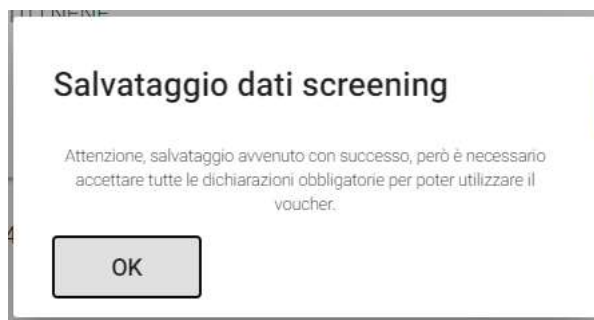 Salvataggio dati screening
Attenzione, salvataggio avvenuto con successo, però è necessario
accettare tutte le dichiarazioni obbligatorie per poter utilizzare il
voucher.
OK